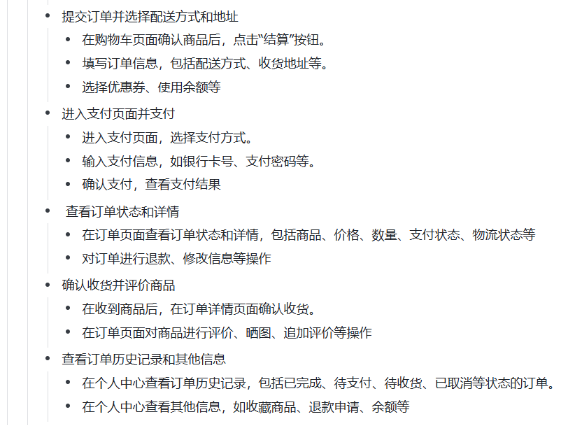 提交订单并选择配送方式和地址
在购物车页面确认商品后，点击“结算”按钮。
填写订单信息，包括配送方式、收货地址等。
选择优惠券、使用余额等
进入支付页面并支付
进入支付页面，选择支付方式。
输入支付信息，如银行卡号、支付密码等。
确认支付，查看支付结果
查看订单状态和详情
在订单页面查看订单状态和详情，包括商品、价格、数量、支付状态、物流状态等
对订单进行退款、修改信息等操作
确认收货并评价商品
在收到商品后，在订单详情页面确认收货。
在订单页面对商品进行评价、晒图、追加评价等操作
查看订单历史记录和其他信息
在个人中心查看订单历史记录，包括已完成、待支付、待收货、已取消等状态的订单。
在个人中心查看其他信息，如收藏商品、退款申请、余额等